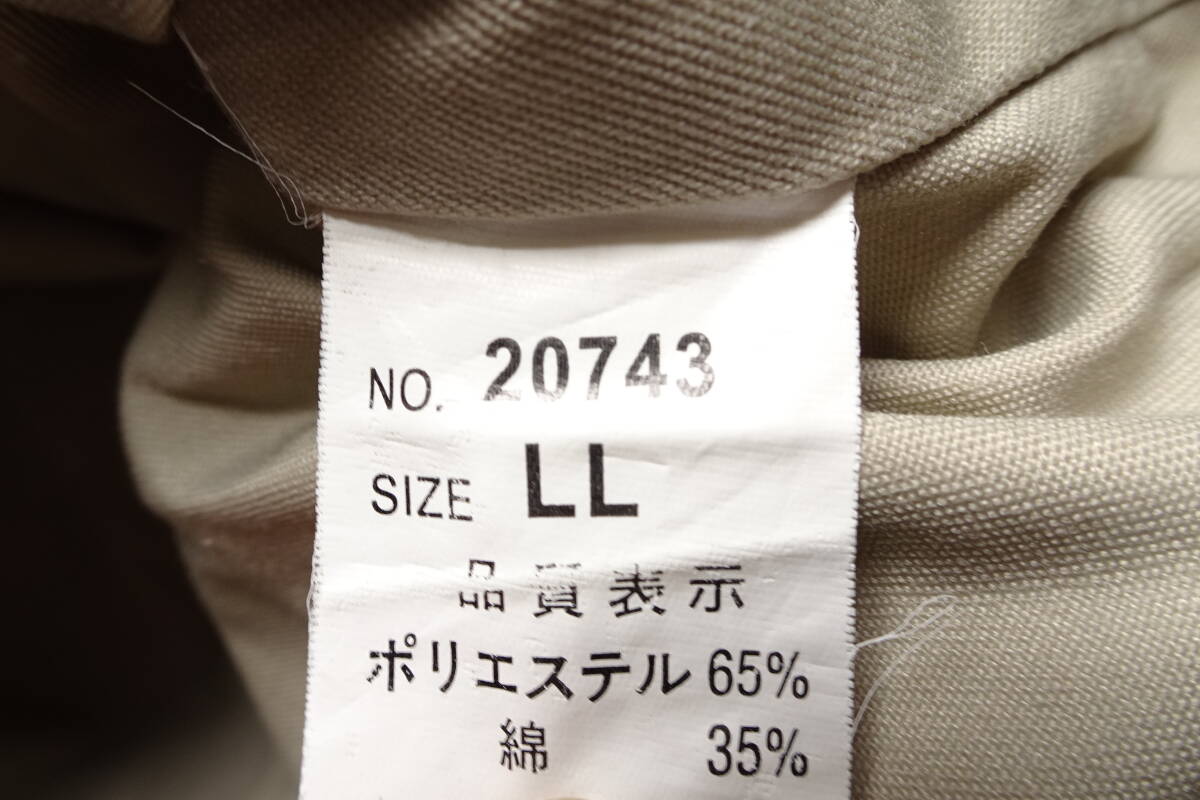 NO. 20743
SIZE LL
品質表示
ポリエステル 65%
綿 35%